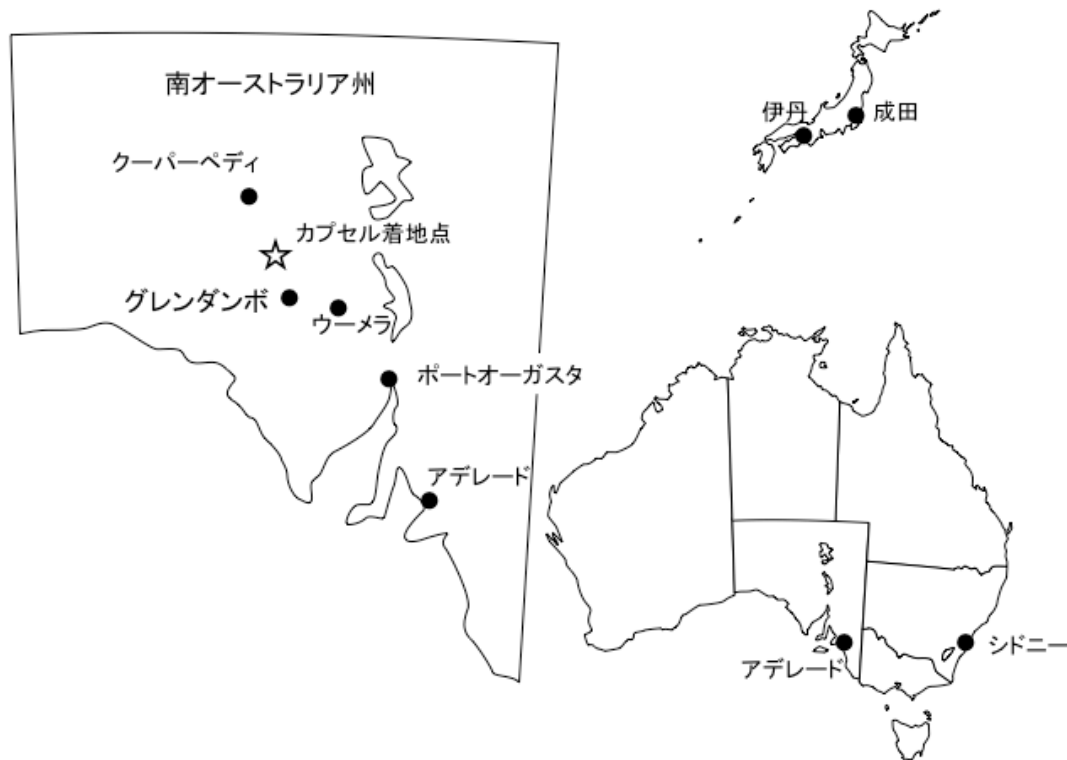 南オーストラリア州
クーパーペディ
カプセル着地点
グレンダンボ
ウーメラ
ポートオーガスタ
アデレード
伊丹
成田
アデレード
シドニー